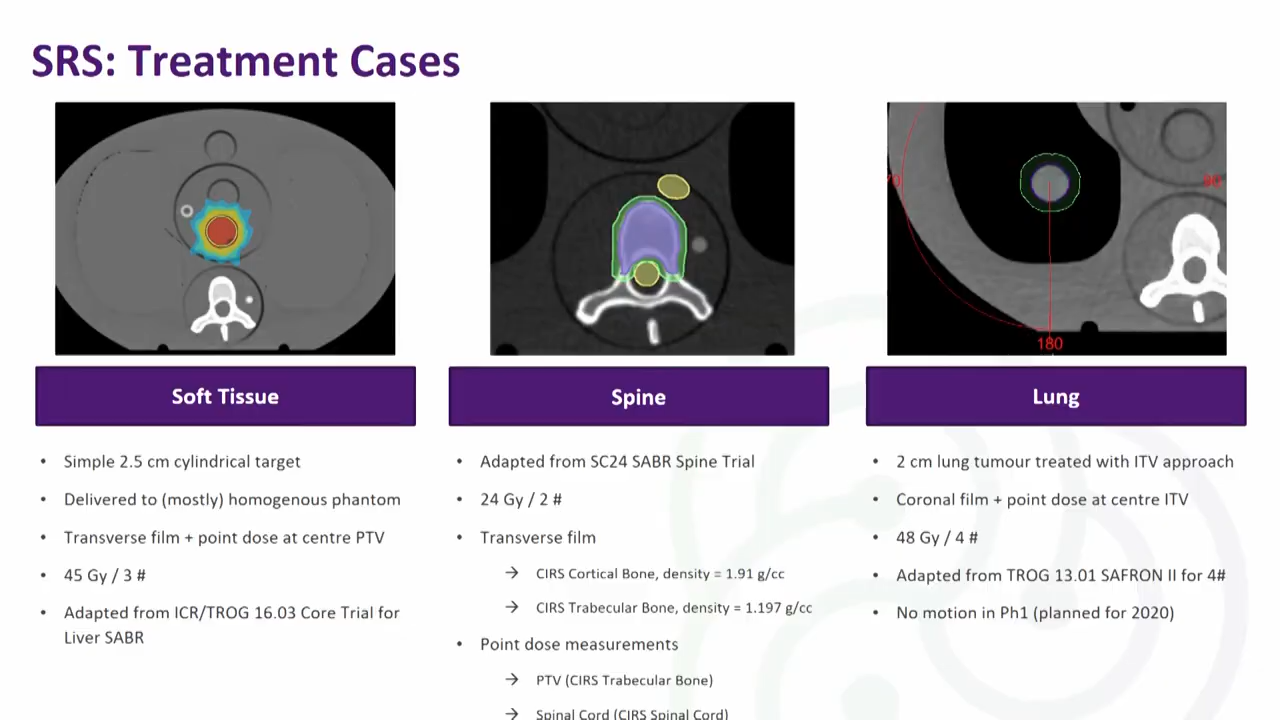 SRS: Treatment Cases
70
90
180
Soft Tissue
• Simple 2.5 cm cylindrical target
• Delivered to (mostly) homogenous phantom
• Transverse film + point dose at centre PTV
• 45 Gy / 3 #
• Adapted from ICR/TROG 16.03 Core Trial for
Liver SABR
Spine
• Adapted from SC24 SABR Spine Trial
• 24 Gy / 2 #
• Transverse film
→ CIRS Cortical Bone, density = 1.91 g/cc
→ CIRS Trabecular Bone, density = 1.197 g/cc
• Point dose measurements
→ PTV (CIRS Trabecular Bone)
→ Spinal Cord (CIRS Spinal Cord)
Lung
• 2 cm lung tumour treated with ITV approach
• Coronal film + point dose at centre ITV
• 48 Gy / 4 #
• Adapted from TROG 13.01 SAFRON II for 4#
• No motion in Ph1 (planned for 2020)